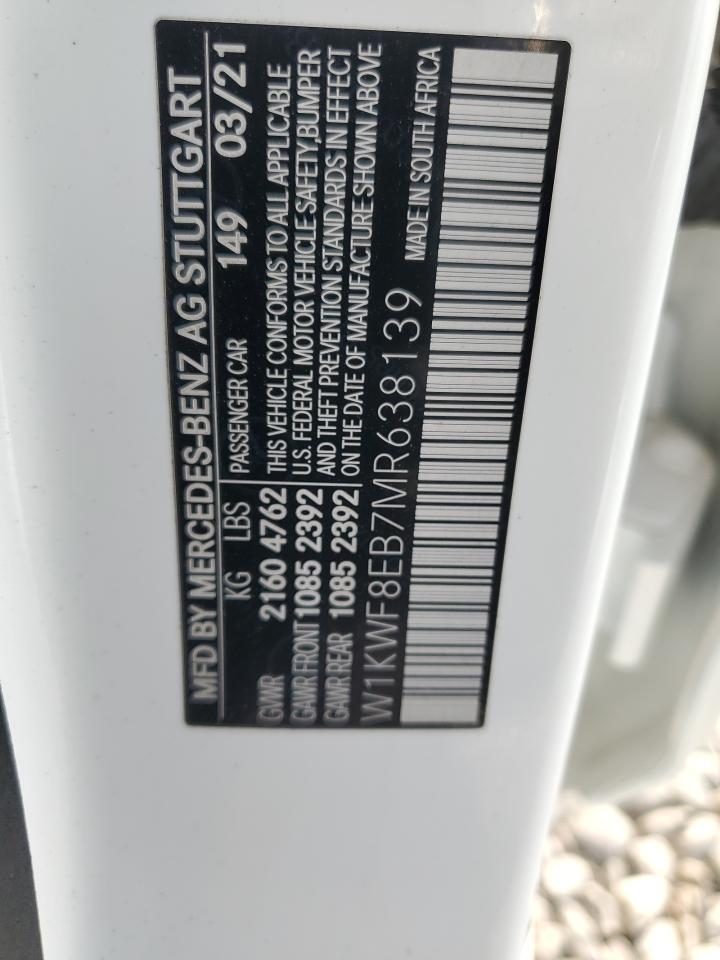 MFD BY MERCEDES-BENZ AG STUTTGART
KG LBS PASSENGER CAR 149 03/21
GWR 2160 4762 THIS VEHICLE CONFORMS TO ALL APPLICABLE
GAWR FRONT 1085 2392 U.S. FEDERAL MOTOR VEHICLE SAFETY,BUMPER
GAWR REAR 1085 2392 AND THEFT PREVENTION STANDARDS IN EFFECT
ON THE DATE OF MANUFACTURE SHOWN ABOVE
W1KWF8EB7MR638139 MADE IN SOUTH AFRICA